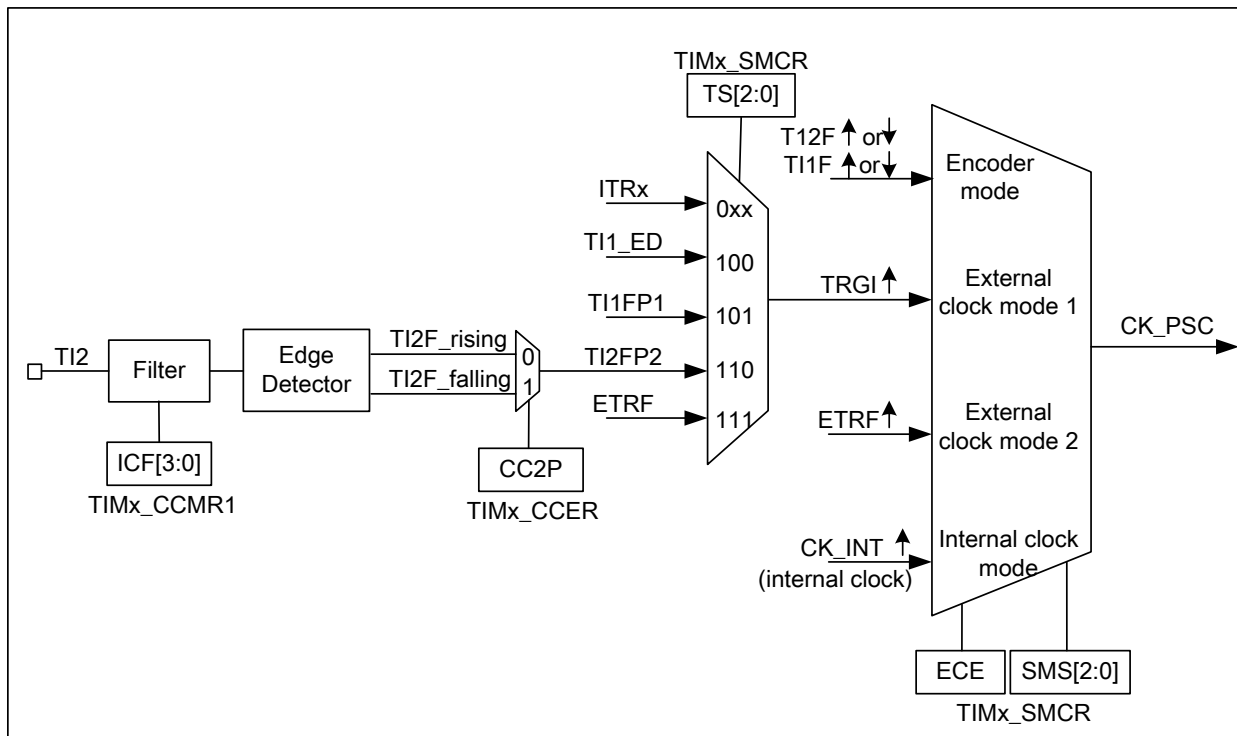 TIMx_SMCR
TS[2:0]
T12F ↑ or ↓
TI1F ↑ or ↓
Encoder
mode
ITRx
0xx
TI1_ED
100
TRGI ↑
External
clock mode 1
TI1FP1
101
CK_PSC
TI2
Filter
Edge
Detector
TI2F_rising
0
TI2F_falling
1
TI2FP2
110
ETRF
111
ETRF ↑
External
clock mode 2
ICF[3:0]
TIMx_CCMR1
CC2P
TIMx_CCER
CK_INT ↑
(internal clock)
Internal clock
mode
ECE
SMS[2:0]
TIMx_SMCR